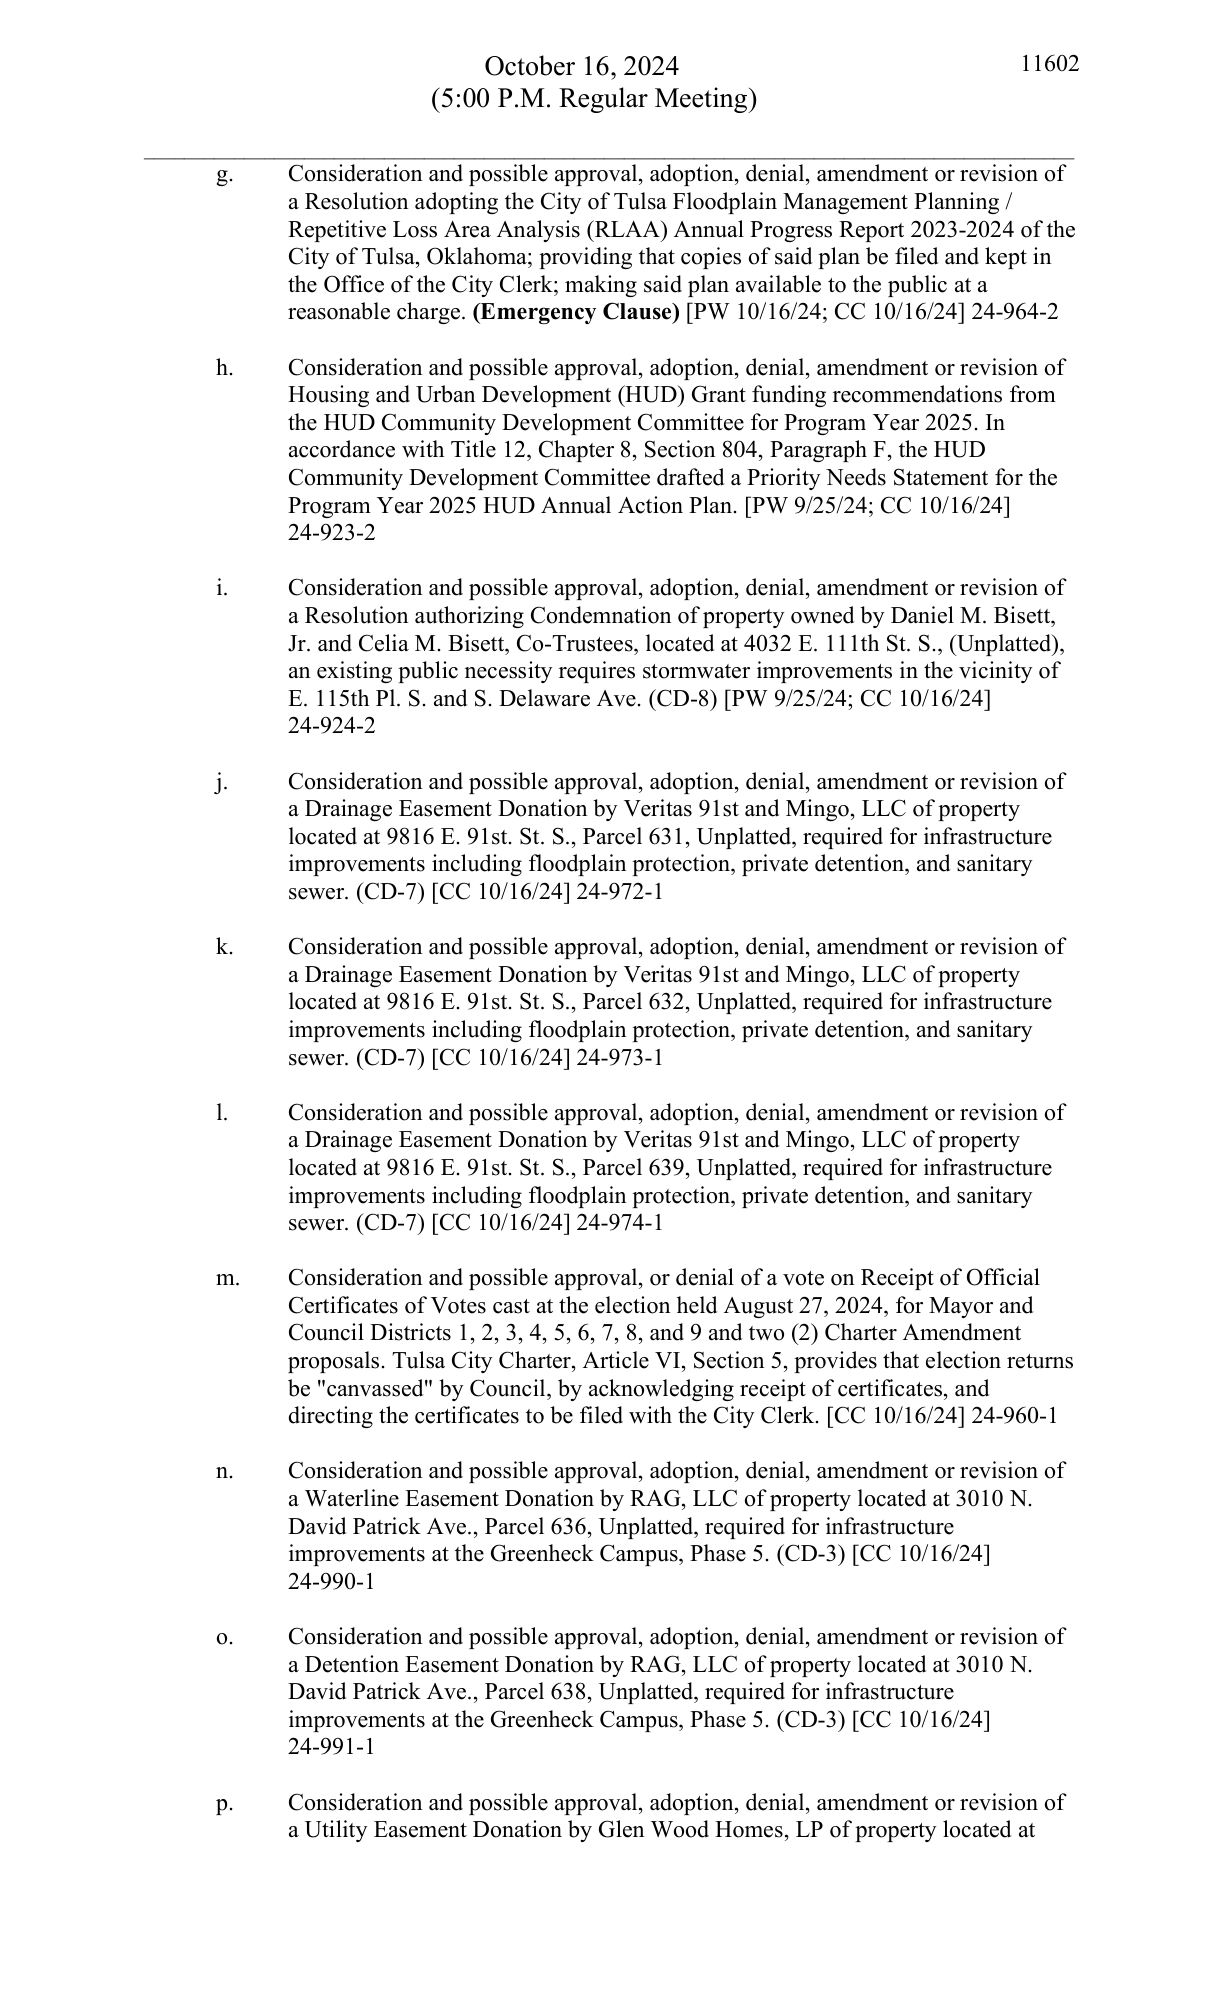 October 16, 2024
11602
(5:00 P.M. Regular Meeting)
g. Consideration and possible approval, adoption, denial, amendment or revision of
a Resolution adopting the City of Tulsa Floodplain Management Planning /
Repetitive Loss Area Analysis (RLAA) Annual Progress Report 2023-2024 of the
City of Tulsa, Oklahoma; providing that copies of said plan be filed and kept in
the Office of the City Clerk; making said plan available to the public at a
reasonable charge. (Emergency Clause) [PW 10/16/24; CC 10/16/24] 24-964-2
h. Consideration and possible approval, adoption, denial, amendment or revision of
Housing and Urban Development (HUD) Grant funding recommendations from
the HUD Community Development Committee for Program Year 2025. In
accordance with Title 12, Chapter 8, Section 804, Paragraph F, the HUD
Community Development Committee drafted a Priority Needs Statement for the
Program Year 2025 HUD Annual Action Plan. [PW 9/25/24; CC 10/16/24]
24-923-2
i. Consideration and possible approval, adoption, denial, amendment or revision of
a Resolution authorizing Condemnation of property owned by Daniel M. Bisett,
Jr. and Celia M. Bisett, Co-Trustees, located at 4032 E. 111th St. S., (Unplatted),
an existing public necessity requires stormwater improvements in the vicinity of
E. 115th Pl. S. and S. Delaware Ave. (CD-8) [PW 9/25/24; CC 10/16/24]
24-924-2
j. Consideration and possible approval, adoption, denial, amendment or revision of
a Drainage Easement Donation by Veritas 91st and Mingo, LLC of property
located at 9816 E. 91st. St. S., Parcel 631, Unplatted, required for infrastructure
improvements including floodplain protection, private detention, and sanitary
sewer. (CD-7) [CC 10/16/24] 24-972-1
k. Consideration and possible approval, adoption, denial, amendment or revision of
a Drainage Easement Donation by Veritas 91st and Mingo, LLC of property
located at 9816 E. 91st. St. S., Parcel 632, Unplatted, required for infrastructure
improvements including floodplain protection, private detention, and sanitary
sewer. (CD-7) [CC 10/16/24] 24-973-1
l. Consideration and possible approval, adoption, denial, amendment or revision of
a Drainage Easement Donation by Veritas 91st and Mingo, LLC of property
located at 9816 E. 91st. St. S., Parcel 639, Unplatted, required for infrastructure
improvements including floodplain protection, private detention, and sanitary
sewer. (CD-7) [CC 10/16/24] 24-974-1
m. Consideration and possible approval, or denial of a vote on Receipt of Official
Certificates of Votes cast at the election held August 27, 2024, for Mayor and
Council Districts 1, 2, 3, 4, 5, 6, 7, 8, and 9 and two (2) Charter Amendment
proposals. Tulsa City Charter, Article VI, Section 5, provides that election returns
be "canvassed" by Council, by acknowledging receipt of certificates, and
directing the certificates to be filed with the City Clerk. [CC 10/16/24] 24-960-1
n. Consideration and possible approval, adoption, denial, amendment or revision of
a Waterline Easement Donation by RAG, LLC of property located at 3010 N.
David Patrick Ave., Parcel 636, Unplatted, required for infrastructure
improvements at the Greenheck Campus, Phase 5. (CD-3) [CC 10/16/24]
24-990-1
o. Consideration and possible approval, adoption, denial, amendment or revision of
a Detention Easement Donation by RAG, LLC of property located at 3010 N.
David Patrick Ave., Parcel 638, Unplatted, required for infrastructure
improvements at the Greenheck Campus, Phase 5. (CD-3) [CC 10/16/24]
24-991-1
p. Consideration and possible approval, adoption, denial, amendment or revision of
a Utility Easement Donation by Glen Wood Homes, LP of property located at